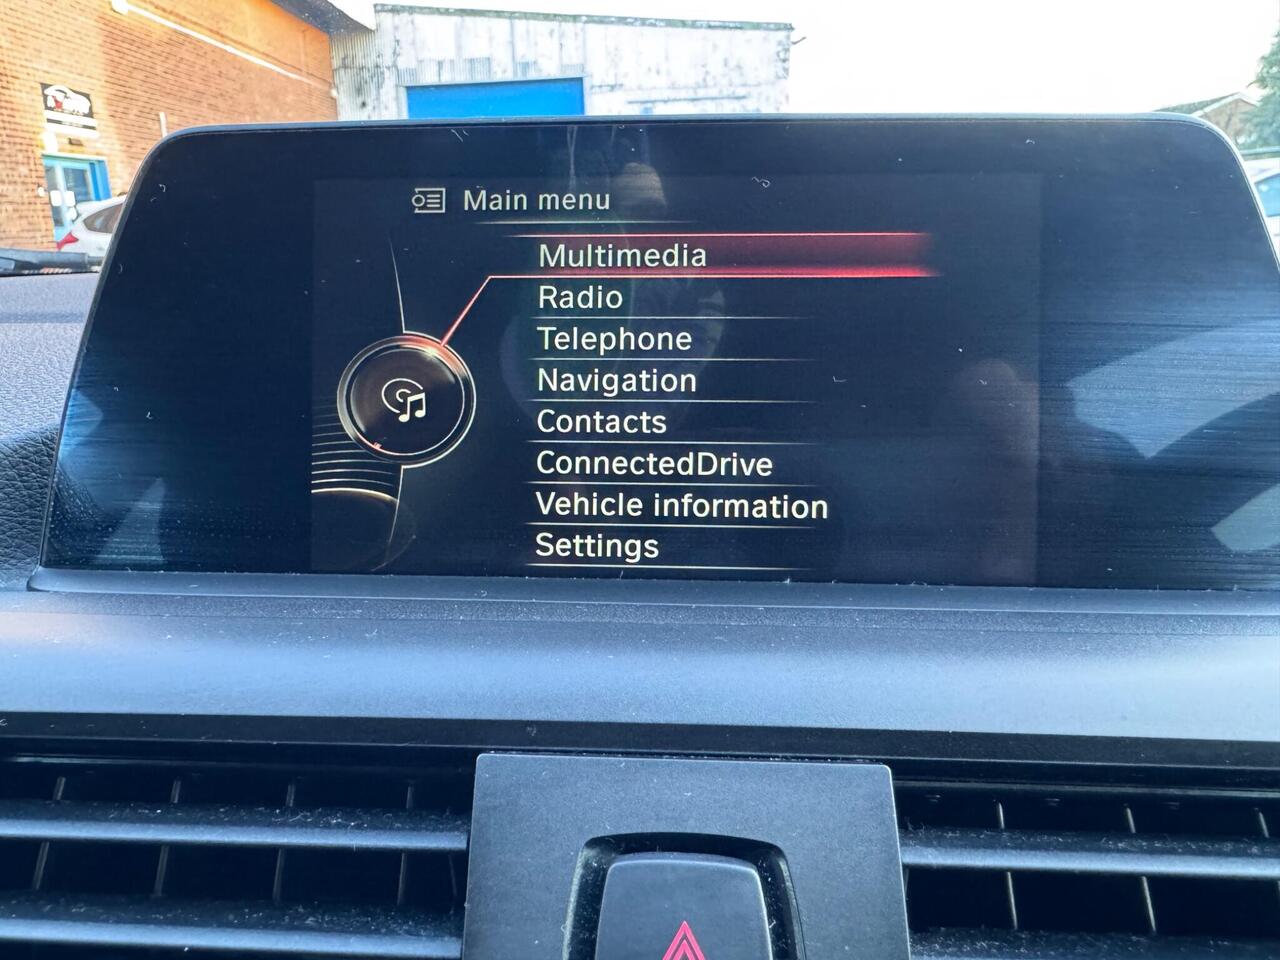 Main menu
Multimedia
Radio
Telephone
Navigation
Contacts
ConnectedDrive
Vehicle information
Settings